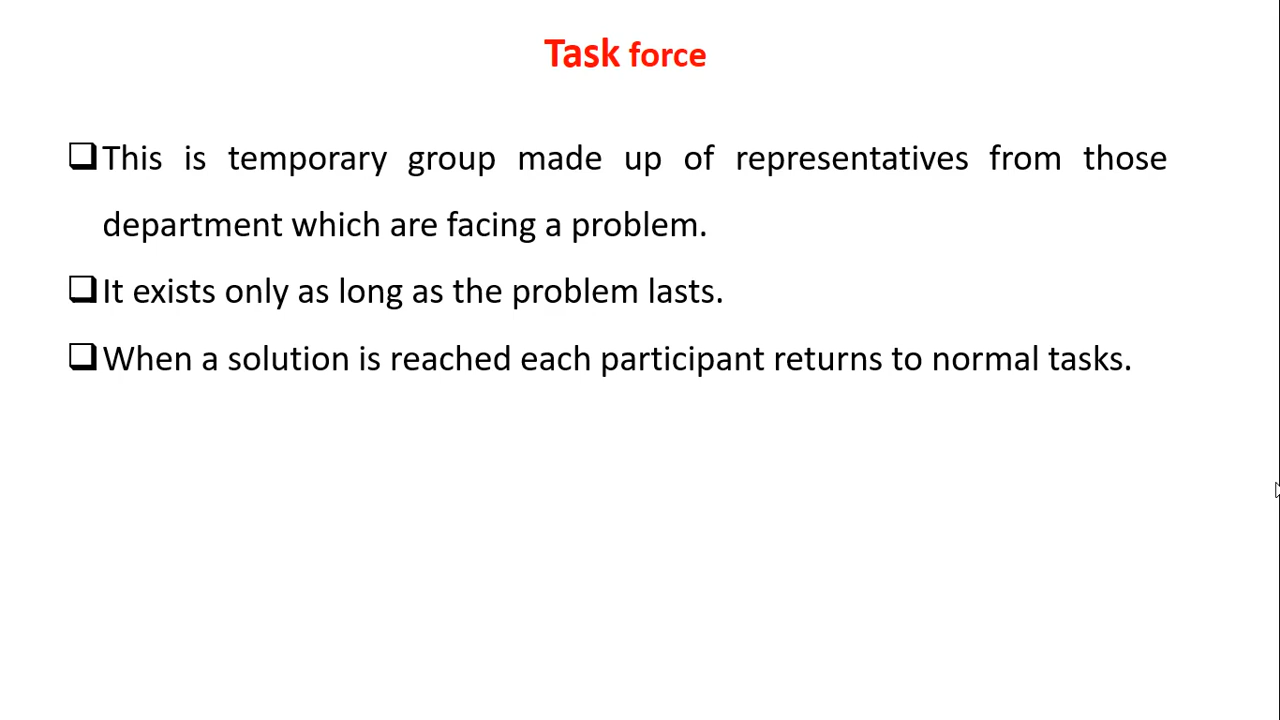 Task force
❑This is temporary group made up of representatives from those
department which are facing a problem.
❑It exists only as long as the problem lasts.
❑When a solution is reached each participant returns to normal tasks.